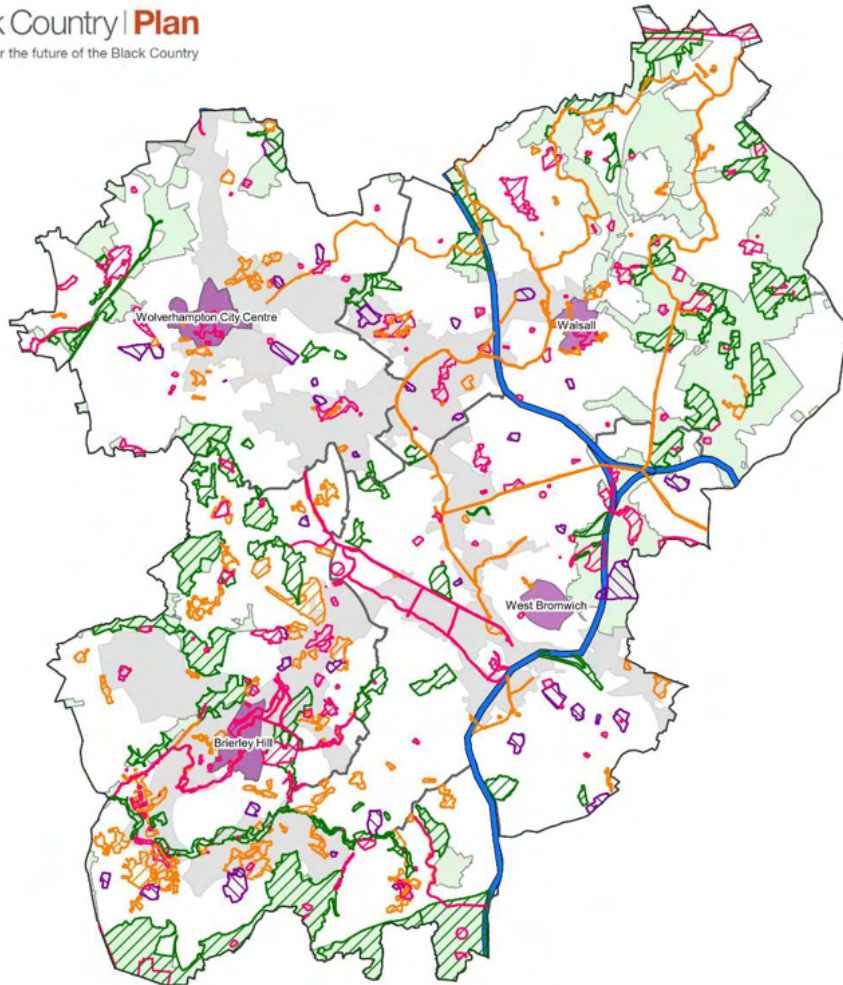 k Country | Plan
r the future of the Black Country
Wolverhampton City Centre
Walsall
West Bromwich
Brierley Hill